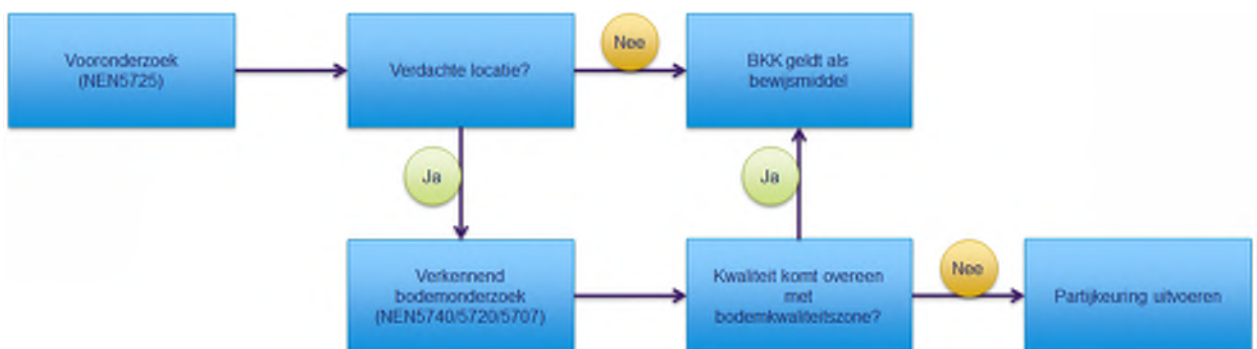 Vooronderzoek
(NEN5725)
Verdachte locatie?
Nee
BKK geldt als
bewijsmiddel
Ja
Ja
Verkennend
bodemonderzoek
(NEN5740/5720/5707)
Kwaliteit komt overeen
met
bodemkwaliteitszone?
Nee
Partijkeuring uitvoeren